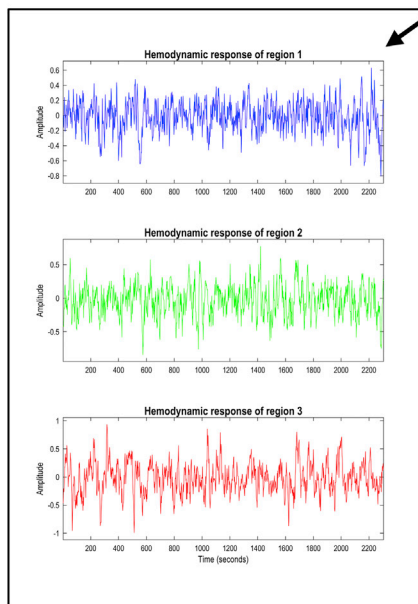 Hemodynamic response of region 1
Amplitude
0.6
0.4
0.2
0
-0.2
-0.4
-0.6
-0.8
200 400 600 800 1000 1200 1400 1600 1800 2000 2200
Hemodynamic response of region 2
Amplitude
0.5
0
-0.5
200 400 600 800 1000 1200 1400 1600 1800 2000 2200
Hemodynamic response of region 3
Amplitude
1
0.5
0
-0.5
-1
200 400 600 800 1000 1200 1400 1600 1800 2000 2200
Time (seconds)